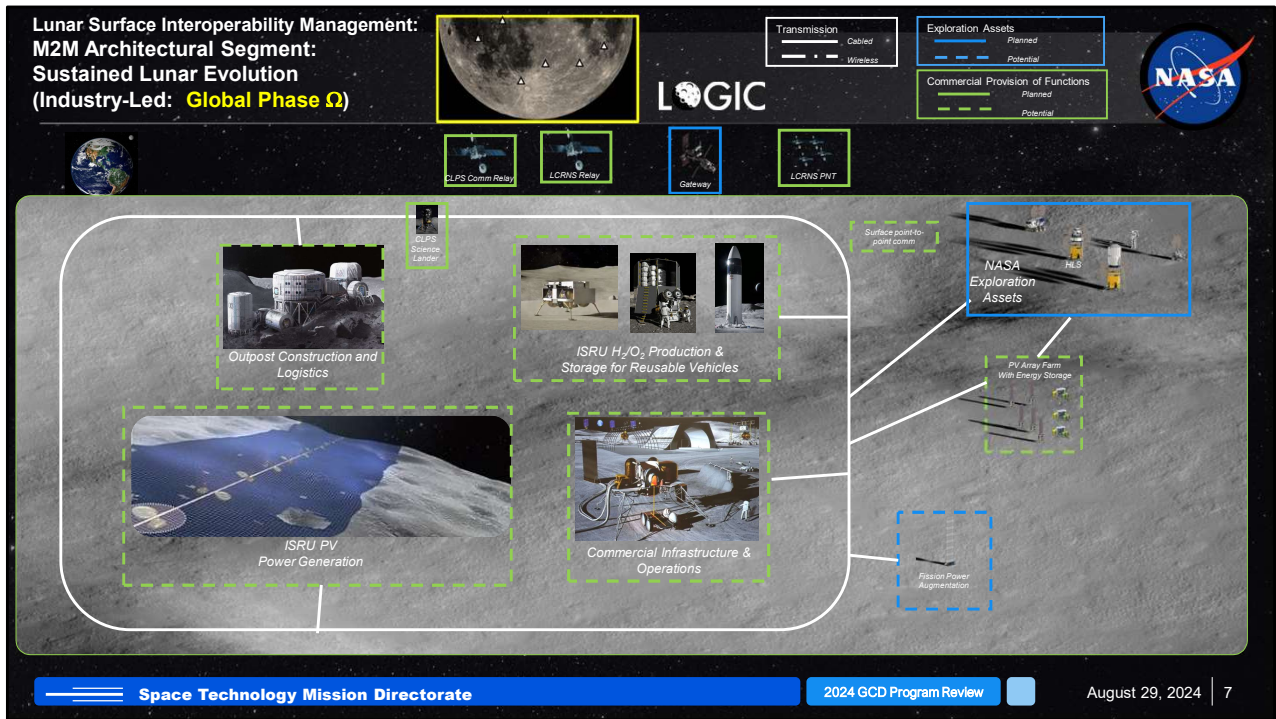 Lunar Surface Interoperability Management:
M2M Architectural Segment:
Sustained Lunar Evolution
(Industry-Led: Global Phase Ω)
LOGIC
Transmission
Cabled
Wireless
Exploration Assets
Planned
Potential
Commercial Provision of Functions
Planned
Potential
NASA
CLPS Comm Relay
LCRNS Relay
Gateway
LCRNS PNT
CLPS
Science
Lander
Surface point-to-
point comm
NASA
Exploration
Assets
HLS
Outpost Construction and
Logistics
ISRU H₂/O₂ Production &
Storage for Reusable Vehicles
PV Array Farm
With Energy Storage
ISRU PV
Power Generation
Commercial Infrastructure &
Operations
Fission Power
Augmentation
Space Technology Mission Directorate
2024 GCD Program Review
August 29, 2024
7